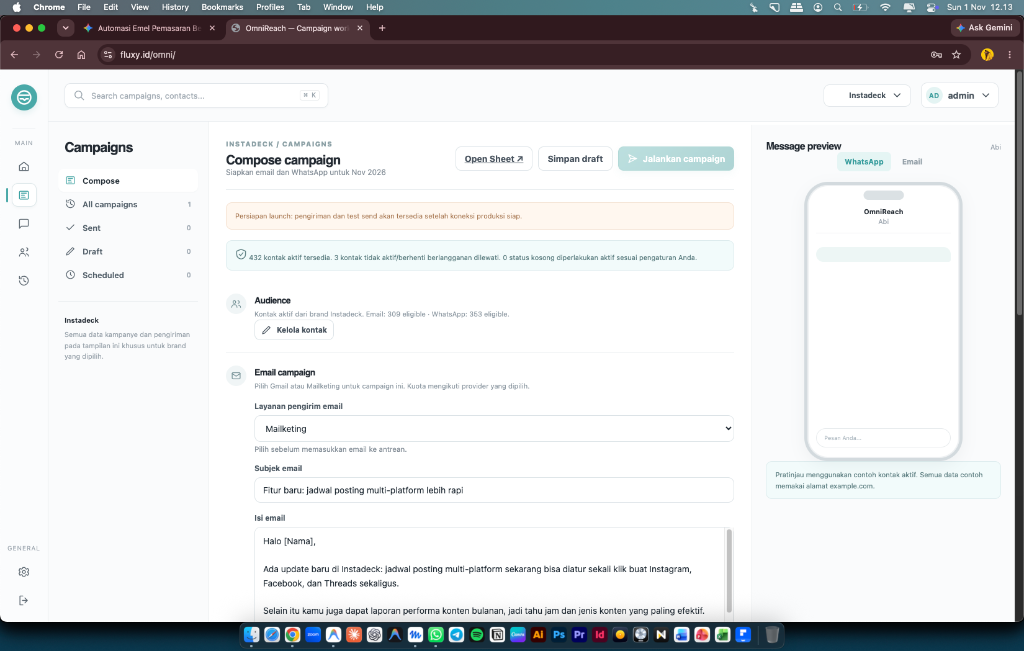 Chrome File Edit View History Bookmarks Profiles Tab Window Help
Sun 1 Nov 12.13
Automasi Emel Pemasaran Be
OmniReach — Campaign wor
Ask Gemini
fluxy.id/omni/
Search campaigns, contacts...
⌘ K
Instadeck
AD admin
MAIN
GENERAL
Campaigns
Compose
All campaigns 1
Sent 0
Draft 0
Scheduled 0
Instadeck
Semua data kampanye dan pengiriman
pada tampilan ini khusus untuk brand
yang dipilih.
INSTADECK / CAMPAIGNS
Compose campaign
Siapkan email dan WhatsApp untuk Nov 2026
Open Sheet ↗
Simpan draft
Jalankan campaign
Persiapan launch: pengiriman dan test send akan tersedia setelah koneksi produksi siap.
432 kontak aktif tersedia. 3 kontak tidak aktif/berhenti berlangganan dilewati. 0 status kosong diperlakukan aktif sesuai pengaturan Anda.
Audience
Kontak aktif dari brand Instadeck. Email: 309 eligible · WhatsApp: 353 eligible.
Kelola kontak
Email campaign
Pilih Gmail atau Mailketing untuk campaign ini. Kuota mengikuti provider yang dipilih.
Layanan pengirim email
Mailketing
Pilih sebelum memasukkan email ke antrean.
Subjek email
Fitur baru: jadwal posting multi-platform lebih rapi
Isi email
Halo [Nama],
Ada update baru di Instadeck: jadwal posting multi-platform sekarang bisa diatur sekali klik buat Instagram,
Facebook, dan Threads sekaligus.
Selain itu kamu juga dapat laporan performa konten bulanan, jadi tahu jam dan jenis konten yang paling efektif.
Message preview
Abi
WhatsApp
Email
OmniReach
Abi
Pesan Anda...
Pratinjau menggunakan contoh kontak aktif. Semua data contoh
memakai alamat example.com.
zoom
Canva
Ai
Ps
Pr
Id